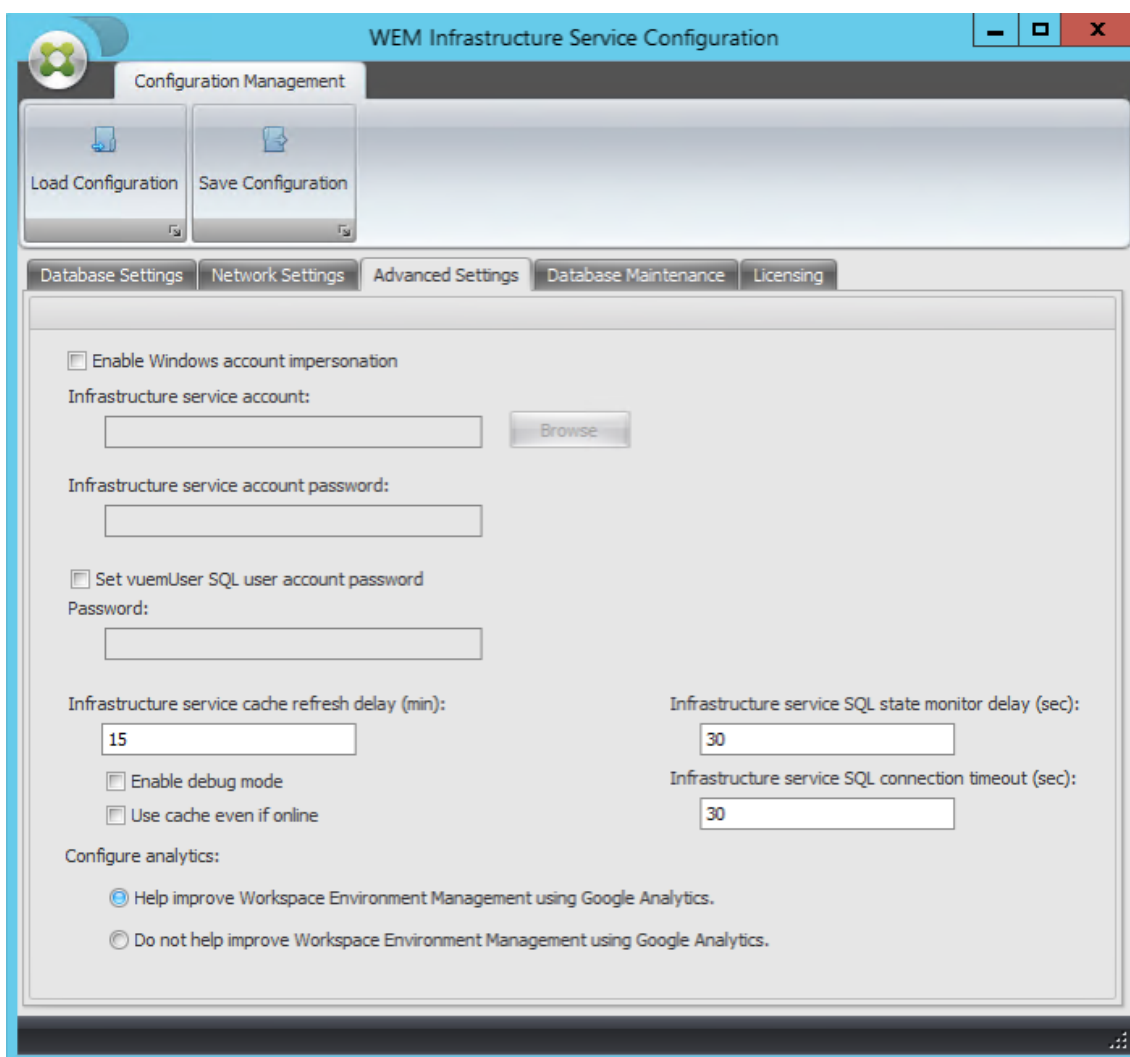 WEM Infrastructure Service Configuration
x
Configuration Management
Load Configuration
Save Configuration
Database Settings
Network Settings
Advanced Settings
Database Maintenance
Licensing
Enable Windows account impersonation
Infrastructure service account:
Browse
Infrastructure service account password:
Set vuemUser SQL user account password
Password:
Infrastructure service cache refresh delay (min):
15
Enable debug mode
Use cache even if online
Infrastructure service SQL state monitor delay (sec):
30
Infrastructure service SQL connection timeout (sec):
30
Configure analytics:
Help improve Workspace Environment Management using Google Analytics.
Do not help improve Workspace Environment Management using Google Analytics.